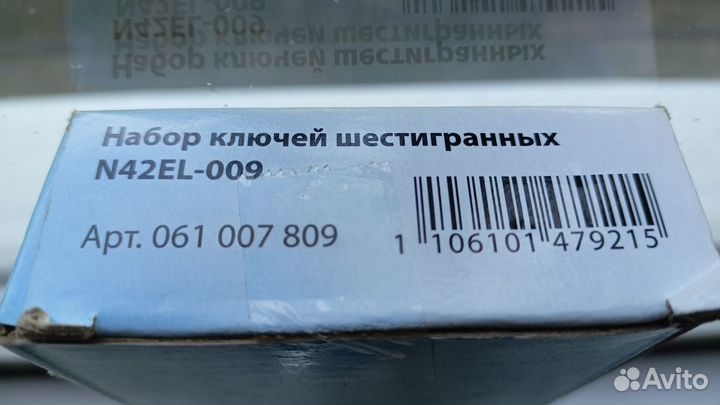 Набор ключей шестигранных
N42EL-009
Арт. 061 007 809
1 106101 479215
Avito